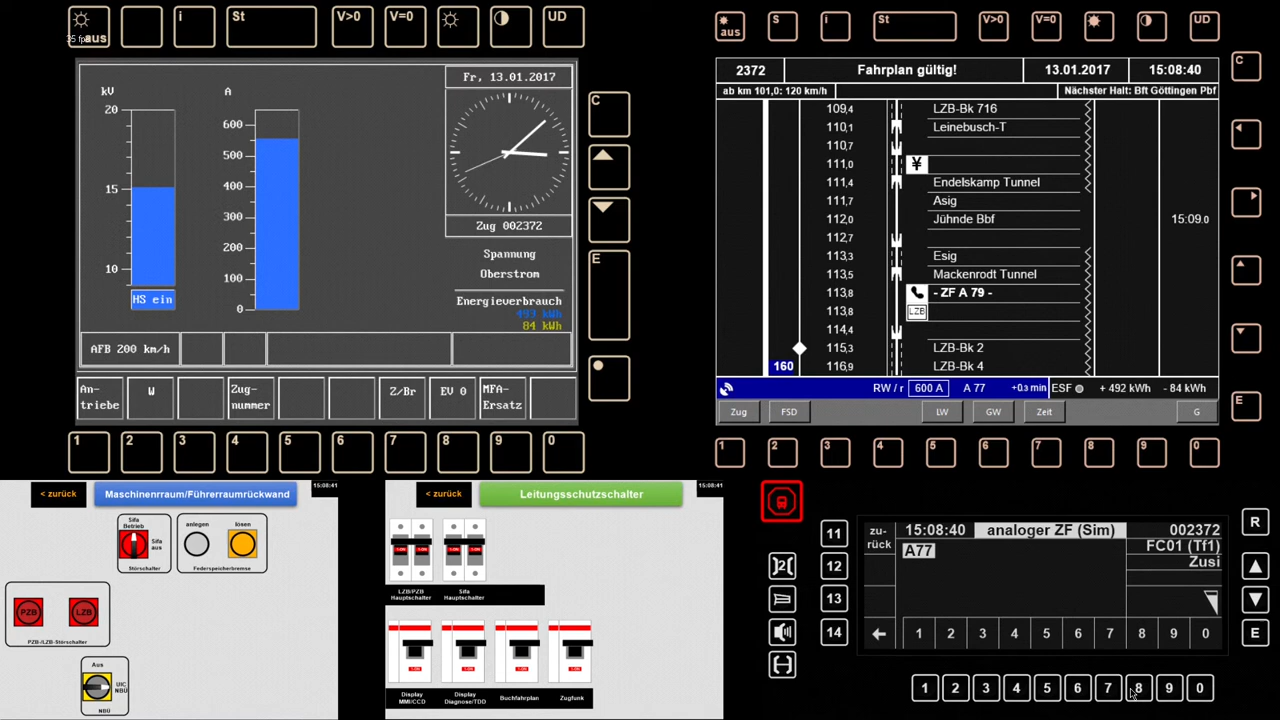 aus
35 fps
i
St
V>0
V=0
UD
kV
A
20
15
10
HS ein
600
500
400
300
200
100
0
Fr, 13.01.2017
Zug 002372
Spannung
Oberstrom
Energieverbrauch
493 kWh
84 kWh
AFB 200 km/h
An-
triebe
W
Zug-
nummer
Z/Br
EV 0
MFA-
Ersatz
C
E
1 2 3 4 5 6 7 8 9 0
aus
S
i
St
V>0
V=0
UD
2372
Fahrplan gültig!
13.01.2017
15:08:40
ab km 101,0: 120 km/h
Nächster Halt: Bft Göttingen Pbf
109,4 LZB-Bk 716
110,1 Leinebusch-T
110,7
111,0 ¥
111,4 Endelskamp Tunnel
111,7 Asig
112,0 Jühnde Bbf 15:09.0
112,7
113,3 Esig
113,5 Mackenrodt Tunnel
113,8 - ZF A 79 -
113,8 LZB
114,4
115,3 LZB-Bk 2
160 116,9 LZB-Bk 4
RW / r 600 A A 77 +0.3 min ESF + 492 kWh - 84 kWh
Zug FSD LW GW Zeit G
C
E
1 2 3 4 5 6 7 8 9 0
< zurück
Maschinenraum/Führerraumrückwand
15:08:41
Sifa
Betrieb
Sifa
aus
Störschalter
anlegen
lösen
Federspeicherbremse
PZB
LZB
PZB-/LZB-Störschalter
Aus
UIC
NBÜ
NBÜ
< zurück
Leitungsschutzschalter
15:08:41
LZB/PZB
Hauptschalter
Sifa
Hauptschalter
Display
MMI/CCD
Display
Diagnose/TDD
Buchfahrplan
Zugfunk
11
12
13
14
2
zu-
rück
15:08:40
analoger ZF (Sim)
002372
A77
FC01 (Tf1)
Zusi
1 2 3 4 5 6 7 8 9 0
R
E
1 2 3 4 5 6 7 8 9 0